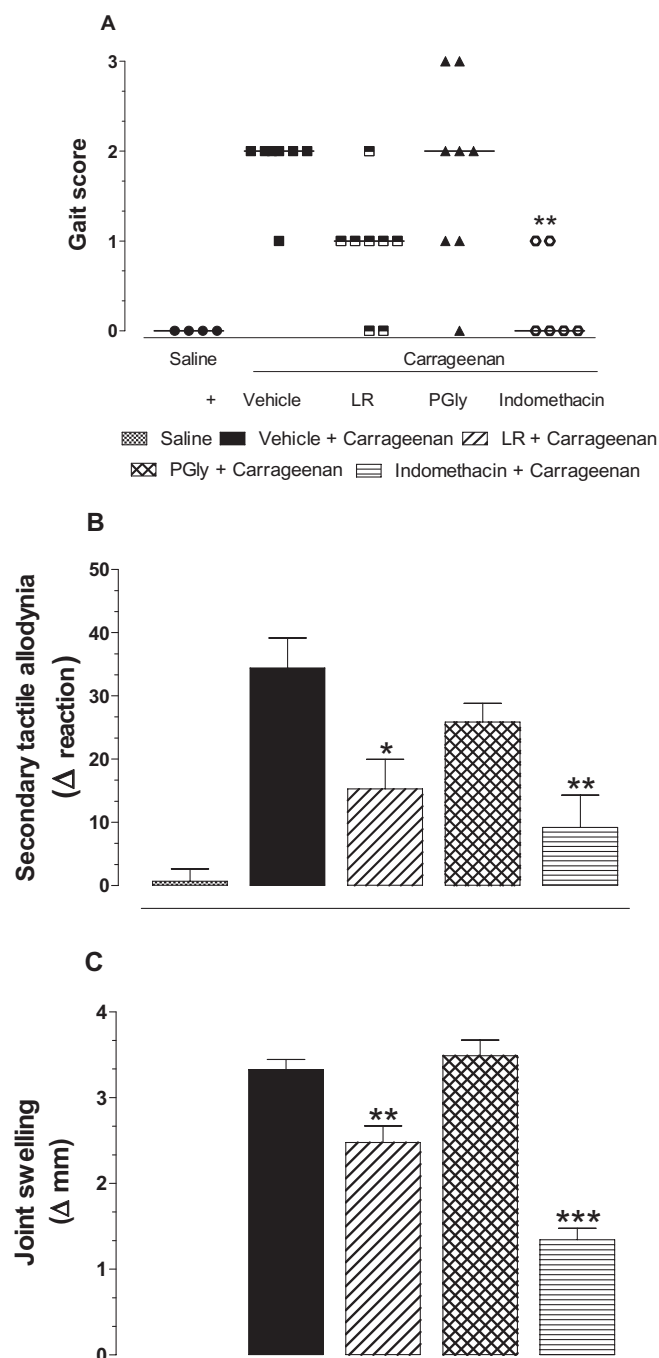 A
Gait score
3
2
1
0
**
Saline
Carrageenan
+ Vehicle LR PGly Indomethacin
Saline Vehicle + Carrageenan LR + Carrageenan
PGly + Carrageenan Indomethacin + Carrageenan
B
Secondary tactile allodynia
(Δ reaction)
50
40
30
20
10
0
*
**
C
Joint swelling
(Δ mm)
4
3
2
1
0
**
***